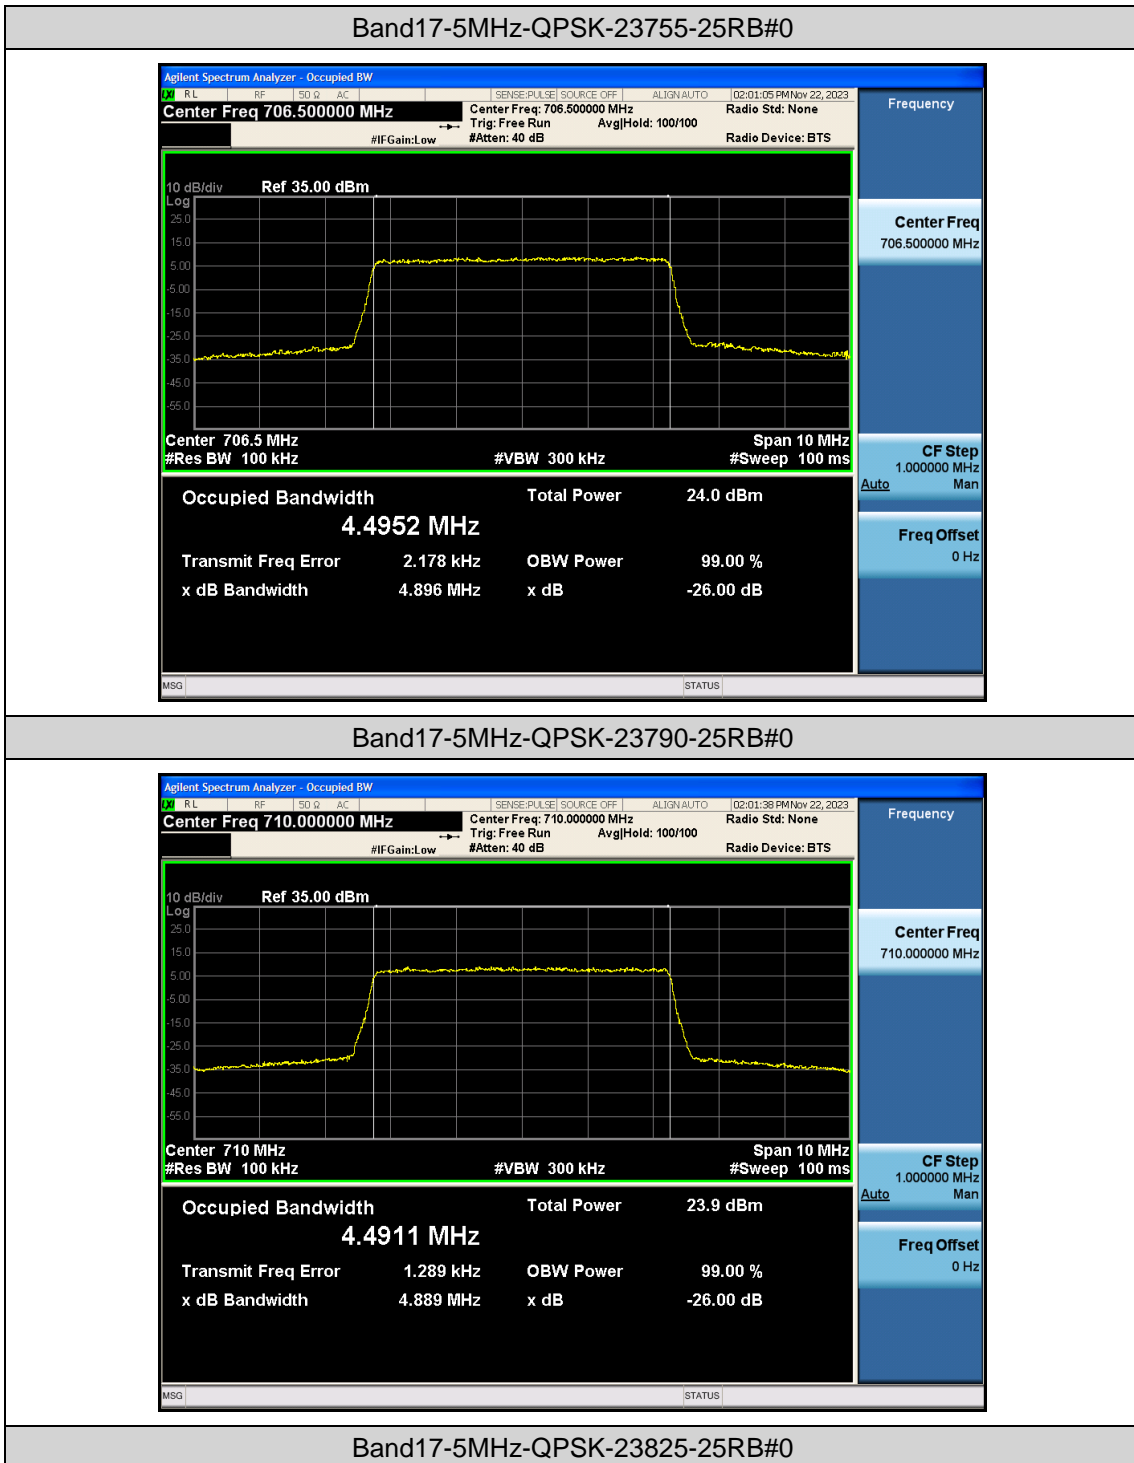 Band17-5MHz-QPSK-23755-25RB#0
Agilent Spectrum Analyzer - Occupied BW
LXI RL RF 50 Ω AC SENSE:PULSE SOURCE OFF ALIGN AUTO 02:01:05 PM Nov 22, 2023
Center Freq 706.500000 MHz Center Freq: 706.500000 MHz Radio Std: None Frequency
Trig: Free Run Avg|Hold: 100/100
#IFGain:Low #Atten: 40 dB Radio Device: BTS
10 dB/div Ref 35.00 dBm
Log
25.0
15.0
5.00
-5.00
-15.0
-25.0
-35.0
-45.0
-55.0
Center Freq
706.500000 MHz
Center 706.5 MHz Span 10 MHz
#Res BW 100 kHz #VBW 300 kHz #Sweep 100 ms
CF Step
1.000000 MHz
Auto Man
Occupied Bandwidth Total Power 24.0 dBm
4.4952 MHz
Freq Offset
0 Hz
Transmit Freq Error 2.178 kHz OBW Power 99.00 %
x dB Bandwidth 4.896 MHz x dB -26.00 dB
MSG STATUS
Band17-5MHz-QPSK-23790-25RB#0
Agilent Spectrum Analyzer - Occupied BW
LXI RL RF 50 Ω AC SENSE:PULSE SOURCE OFF ALIGN AUTO 02:01:38 PM Nov 22, 2023
Center Freq 710.000000 MHz Center Freq: 710.000000 MHz Radio Std: None Frequency
Trig: Free Run Avg|Hold: 100/100
#IFGain:Low #Atten: 40 dB Radio Device: BTS
10 dB/div Ref 35.00 dBm
Log
25.0
15.0
5.00
-5.00
-15.0
-25.0
-35.0
-45.0
-55.0
Center Freq
710.000000 MHz
Center 710 MHz Span 10 MHz
#Res BW 100 kHz #VBW 300 kHz #Sweep 100 ms
CF Step
1.000000 MHz
Auto Man
Occupied Bandwidth Total Power 23.9 dBm
4.4911 MHz
Freq Offset
0 Hz
Transmit Freq Error 1.289 kHz OBW Power 99.00 %
x dB Bandwidth 4.889 MHz x dB -26.00 dB
MSG STATUS
Band17-5MHz-QPSK-23825-25RB#0